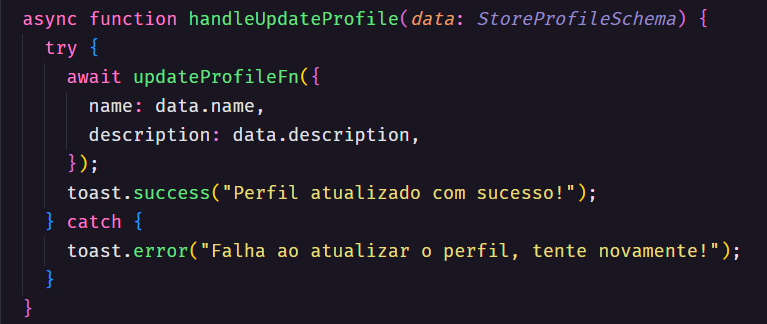 async function handleUpdateProfile(data: StoreProfileSchema) {
try {
await updateProfileFn({
name: data.name,
description: data.description,
});
toast.success("Perfil atualizado com sucesso!");
} catch {
toast.error("Falha ao atualizar o perfil, tente novamente!");
}
}